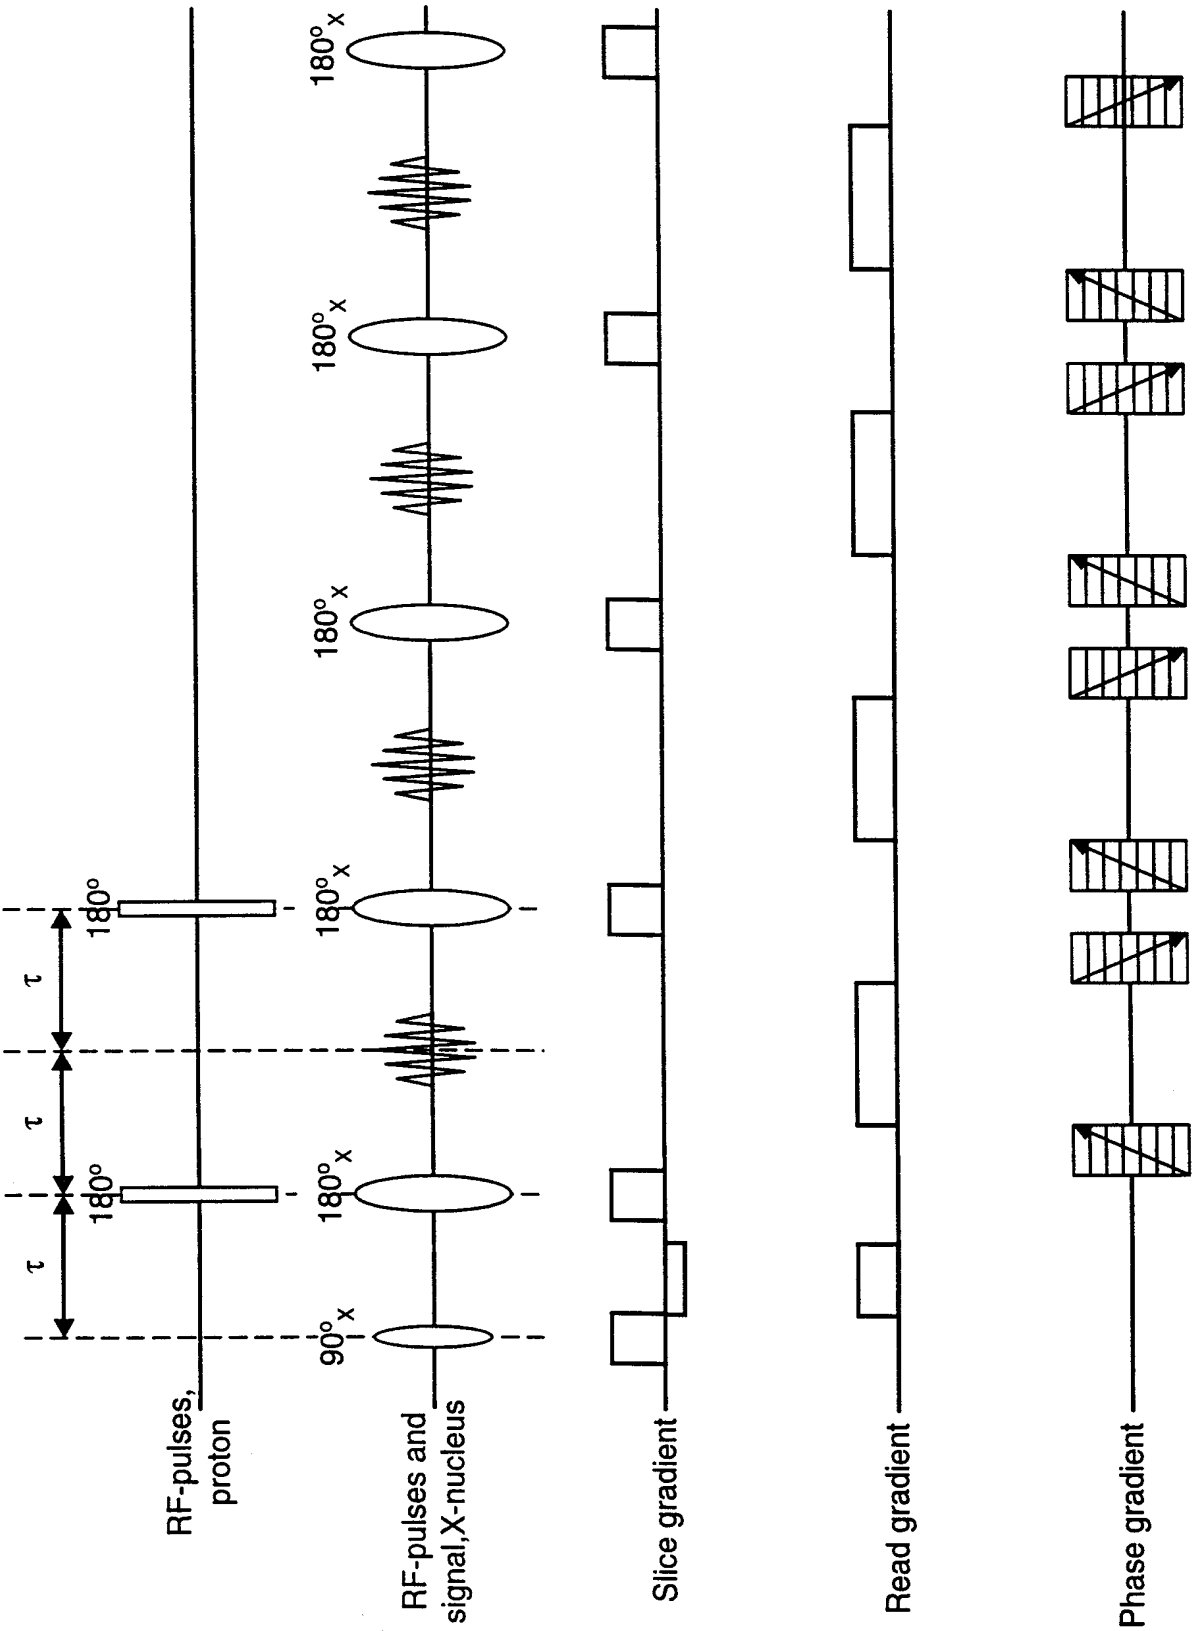 τ τ τ
180° 180°
RF-pulses,
proton
90°x 180°x 180°x 180°x 180°x 180°x
RF-pulses and
signal,X-nucleus
Slice gradient
Read gradient
Phase gradient